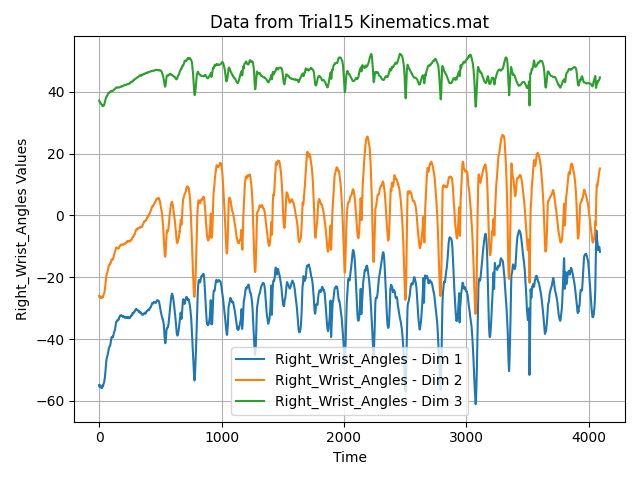 Data from Trial15 Kinematics.mat
Right_Wrist_Angles Values
40
20
0
−20
−40
−60
Right_Wrist_Angles - Dim 1
Right_Wrist_Angles - Dim 2
Right_Wrist_Angles - Dim 3
0 1000 2000 3000 4000
Time